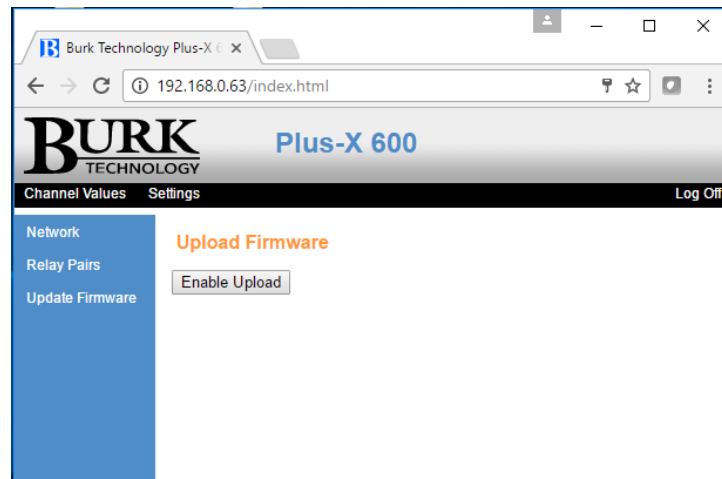 Burk Technology Plus-X 6
192.168.0.63/index.html
BURK
TECHNOLOGY
Plus-X 600
Channel Values Settings Log Off
Network
Relay Pairs
Update Firmware
Upload Firmware
Enable Upload